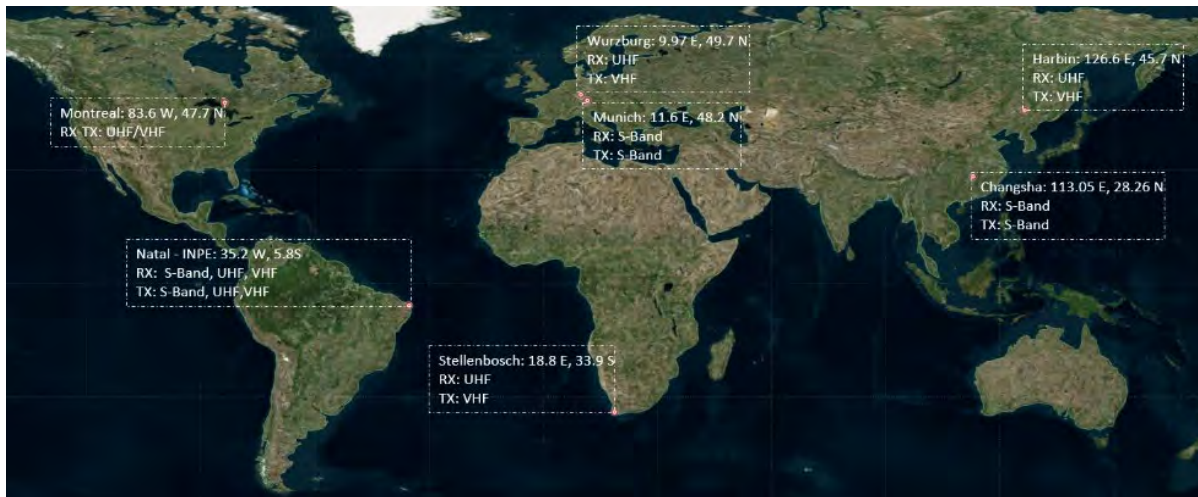 Wurzburg: 9.97 E, 49.7 N
RX: UHF
TX: VHF
Harbin: 126.6 E, 45.7 N
RX: UHF
TX: VHF
Montreal: 83.6 W, 47.7 N
RX TX: UHF/VHF
Munich: 11.6 E, 48.2 N
RX: S-Band
TX: S-Band
Changsha: 113.05 E, 28.26 N
RX: S-Band
TX: S-Band
Natal - INPE: 35.2 W, 5.8S
RX: S-Band, UHF, VHF
TX: S-Band, UHF,VHF
Stellenbosch: 18.8 E, 33.9 S
RX: UHF
TX: VHF